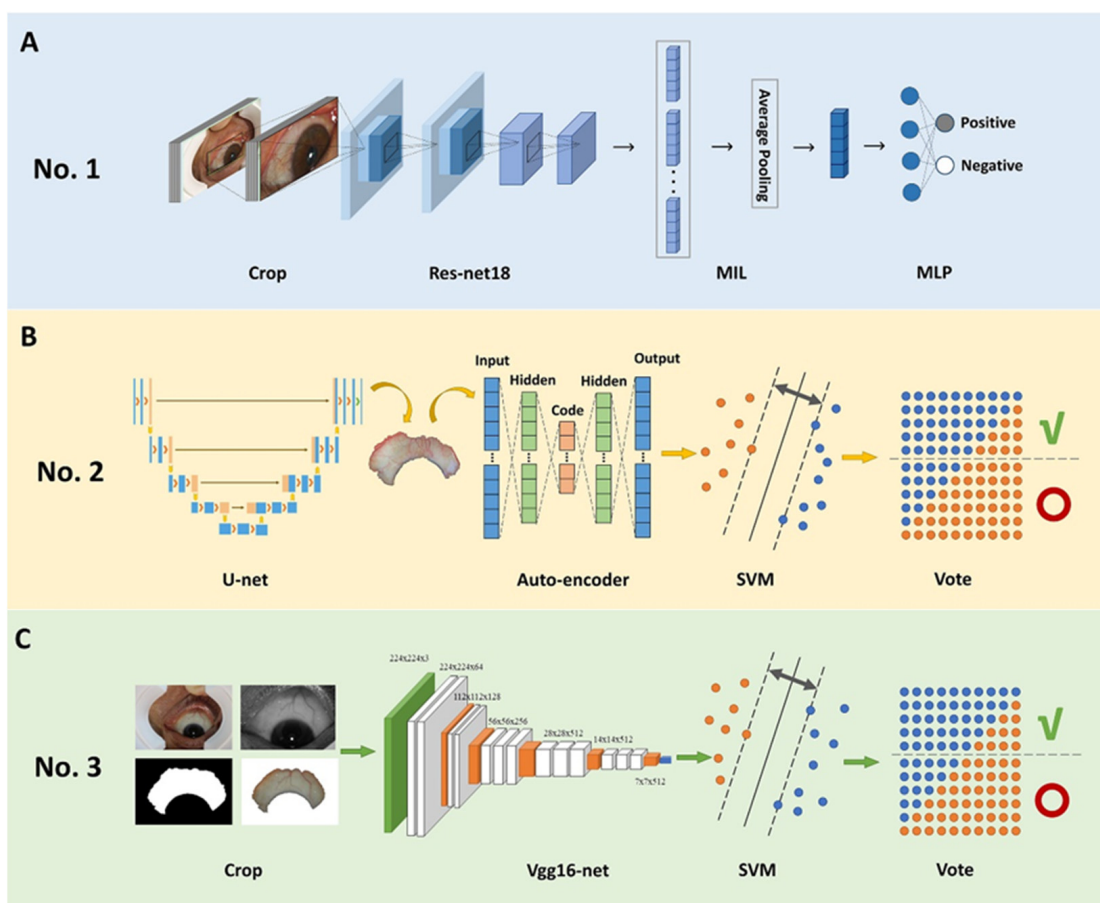 A
No. 1
Crop
Res-net18
Average Pooling
MIL
Positive
Negative
MLP
B
No. 2
U-net
Input
Hidden
Code
Hidden
Output
Auto-encoder
SVM
Vote
C
No. 3
Crop
224x224x3
224x224x64
112x112x128
56x56x256
28x28x512
14x14x512
7x7x512
Vgg16-net
SVM
Vote